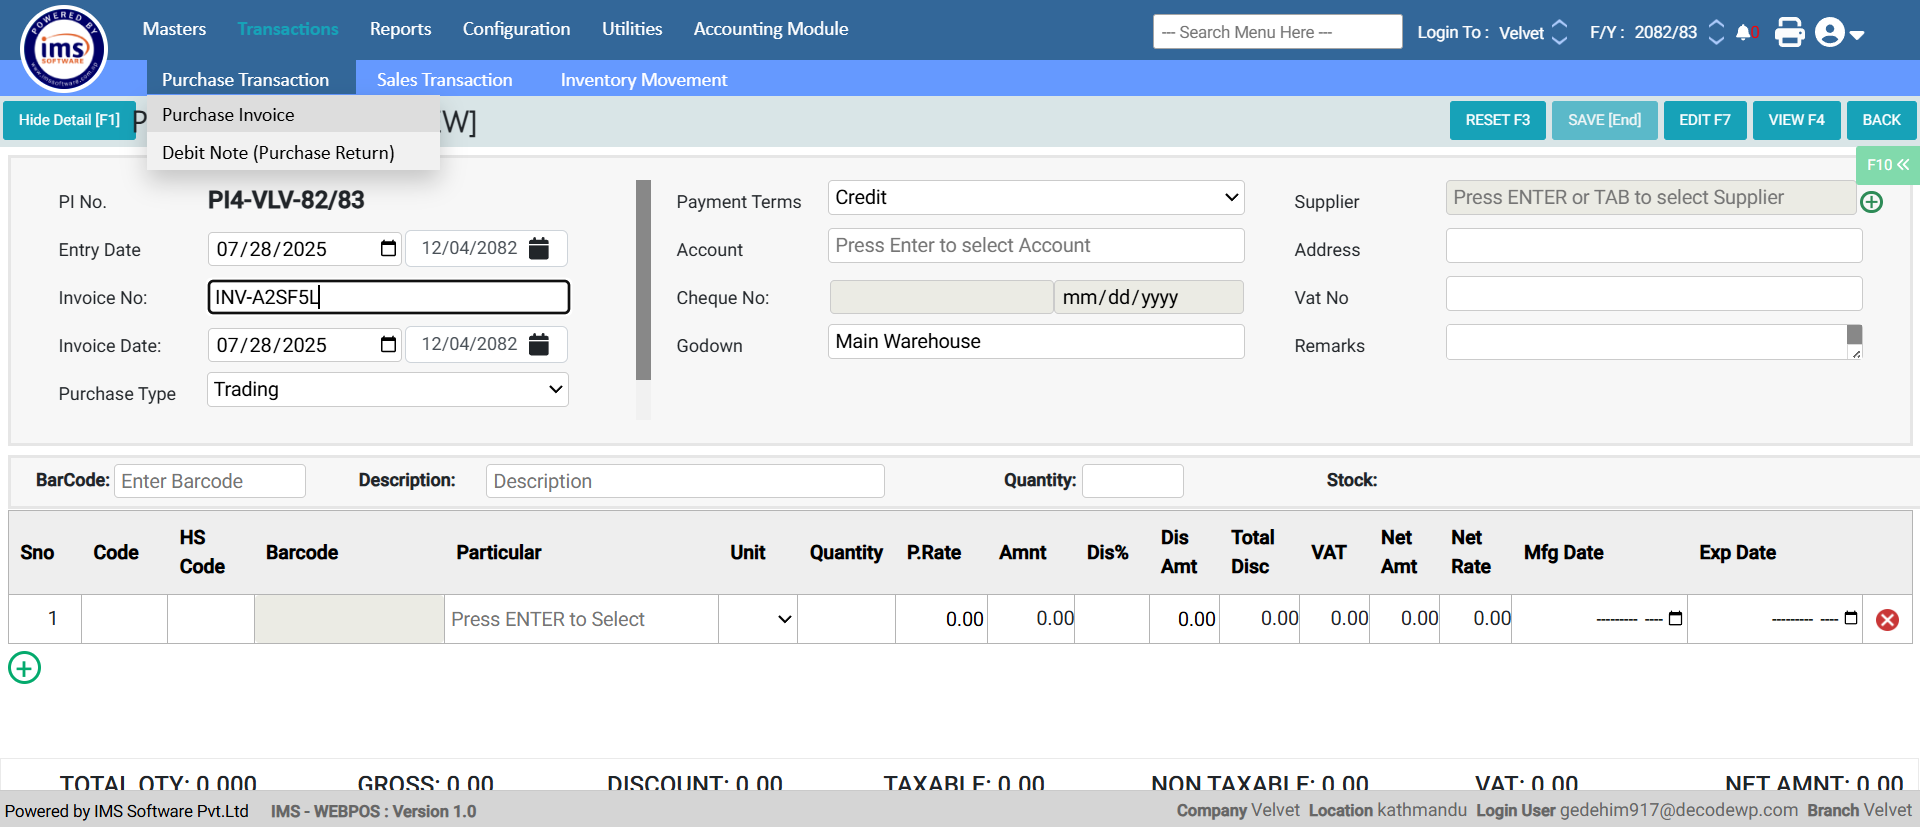 POWERED BY
ims
SOFTWARE
www.imssoftware.com.np
Masters
Transactions
Reports
Configuration
Utilities
Accounting Module
--- Search Menu Here ---
Login To :
Velvet
F/Y :
2082/83
0
Purchase Transaction
Sales Transaction
Inventory Movement
Hide Detail [F1]
P
Purchase Invoice
Debit Note (Purchase Return)
W]
RESET F3
SAVE [End]
EDIT F7
VIEW F4
BACK
F10
PI No.
PI4-VLV-82/83
Entry Date
07/28/2025
12/04/2082
Invoice No:
INV-A2SF5L
Invoice Date:
07/28/2025
12/04/2082
Purchase Type
Trading
Payment Terms
Credit
Account
Press Enter to select Account
Cheque No:
mm/dd/yyyy
Godown
Main Warehouse
Supplier
Press ENTER or TAB to select Supplier
Address
Vat No
Remarks
BarCode:
Enter Barcode
Description:
Description
Quantity:
Stock:
Sno
Code
HS Code
Barcode
Particular
Unit
Quantity
P.Rate
Amnt
Dis%
Dis Amt
Total Disc
VAT
Net Amt
Net Rate
Mfg Date
Exp Date
1
Press ENTER to Select
0.00
0.00
0.00
0.00
0.00
0.00
0.00
--------- ----
--------- ----
TOTAL QTY: 0.000
GROSS: 0.00
DISCOUNT: 0.00
TAXABLE: 0.00
NON TAXABLE: 0.00
VAT: 0.00
NET AMNT: 0.00
Powered by IMS Software Pvt.Ltd
IMS - WEBPOS : Version 1.0
Company Velvet
Location kathmandu
Login User gedehim917@decodewp.com
Branch Velvet